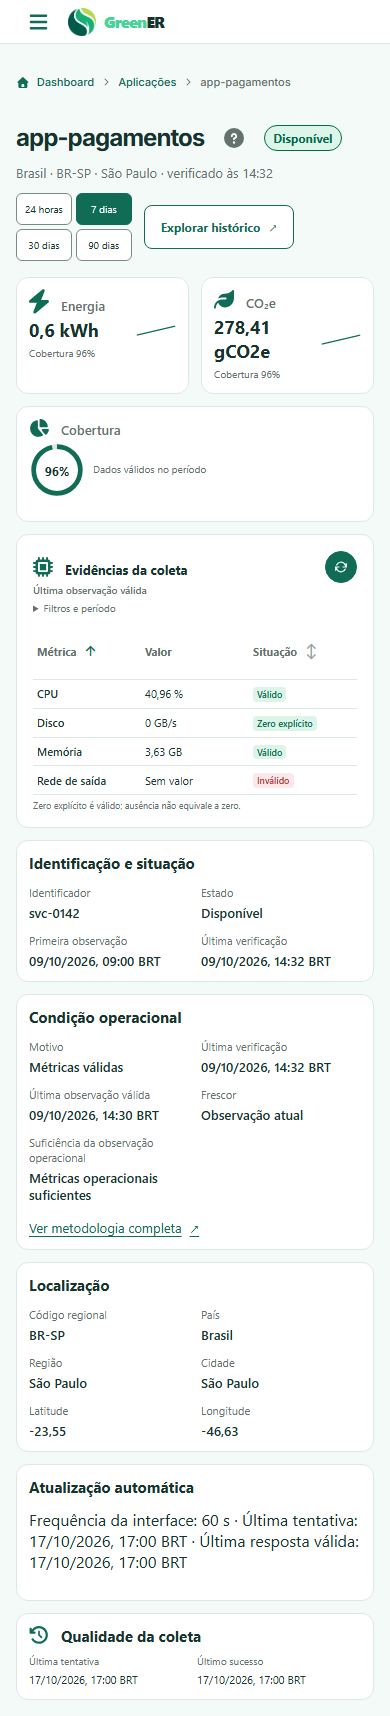 GreenER
Dashboard > Aplicações > app-pagamentos
app-pagamentos ? Disponível
Brasil · BR-SP · São Paulo · verificado às 14:32
24 horas 7 dias
30 dias 90 dias
Explorar histórico ↗
Energia
0,6 kWh
Cobertura 96%
CO₂e
278,41
gCO2e
Cobertura 96%
Cobertura
96% Dados válidos no período
Evidências da coleta
Última observação válida
▶ Filtros e período
Métrica ↑ Valor Situação ↕
CPU 40,96 % Válido
Disco 0 GB/s Zero explícito
Memória 3,63 GB Válido
Rede de saída Sem valor Inválido
Zero explícito é válido; ausência não equivale a zero.
Identificação e situação
Identificador Estado
svc-0142 Disponível
Primeira observação Última verificação
09/10/2026, 09:00 BRT 09/10/2026, 14:32 BRT
Condição operacional
Motivo Última verificação
Métricas válidas 09/10/2026, 14:32 BRT
Última observação válida Frescor
09/10/2026, 14:30 BRT Observação atual
Suficiência da observação
operacional
Métricas operacionais
suficientes
Ver metodologia completa ↗
Localização
Código regional País
BR-SP Brasil
Região Cidade
São Paulo São Paulo
Latitude Longitude
-23,55 -46,63
Atualização automática
Frequência da interface: 60 s · Última tentativa:
17/10/2026, 17:00 BRT · Última resposta válida:
17/10/2026, 17:00 BRT
Qualidade da coleta
Última tentativa Último sucesso
17/10/2026, 17:00 BRT 17/10/2026, 17:00 BRT